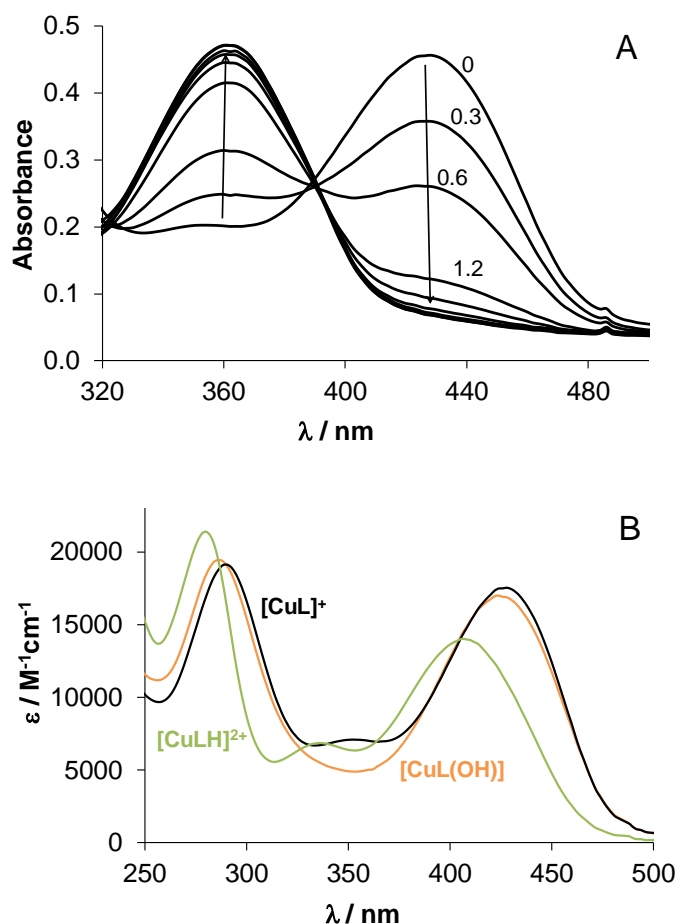 A
0.5
0.4
0.3
0.2
0.1
0.0
Absorbance
0
0.3
0.6
1.2
320 360 400 440 480
λ / nm
B
20000
15000
10000
5000
0
ε / M⁻¹cm⁻¹
[CuL]⁺
[CuLH]²⁺
[CuL(OH)]
250 300 350 400 450 500
λ / nm